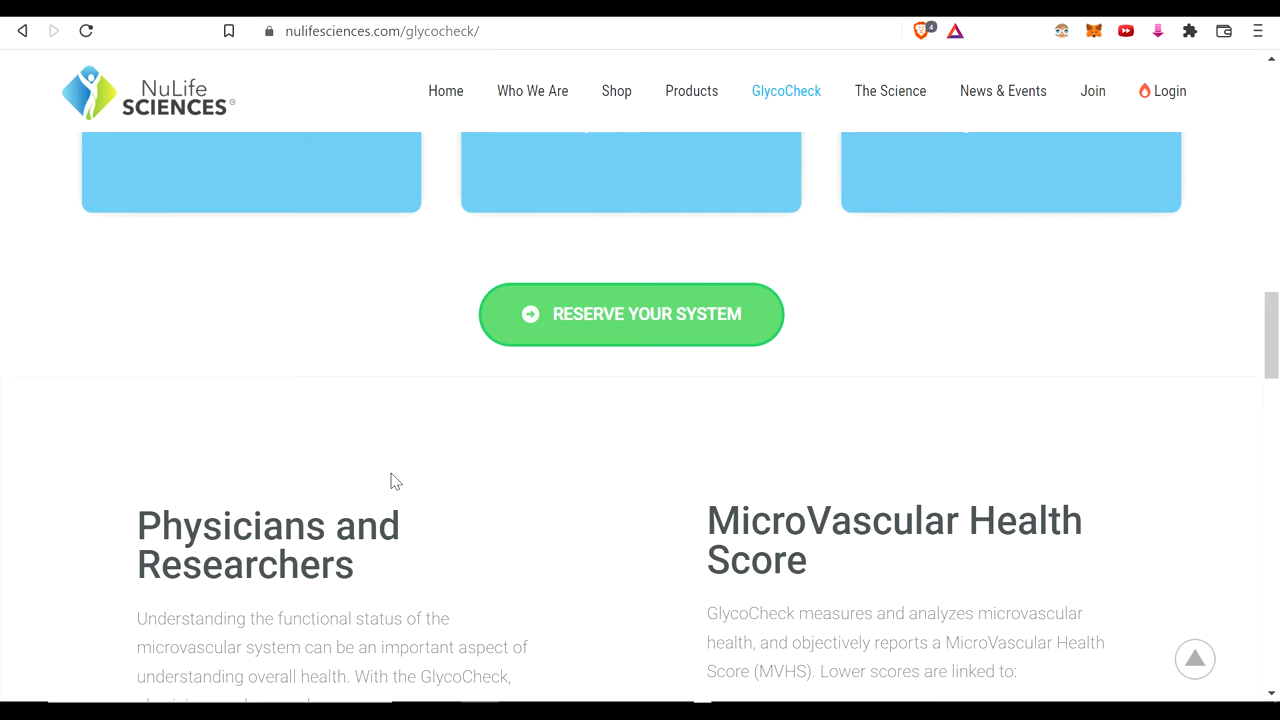 nulifesciences.com/glycocheck/
4
NuLife
SCIENCES
Home
Who We Are
Shop
Products
GlycoCheck
The Science
News & Events
Join
Login
RESERVE YOUR SYSTEM
Physicians and
Researchers
Understanding the functional status of the
microvascular system can be an important aspect of
understanding overall health. With the GlycoCheck,
MicroVascular Health
Score
GlycoCheck measures and analyzes microvascular
health, and objectively reports a MicroVascular Health
Score (MVHS). Lower scores are linked to: